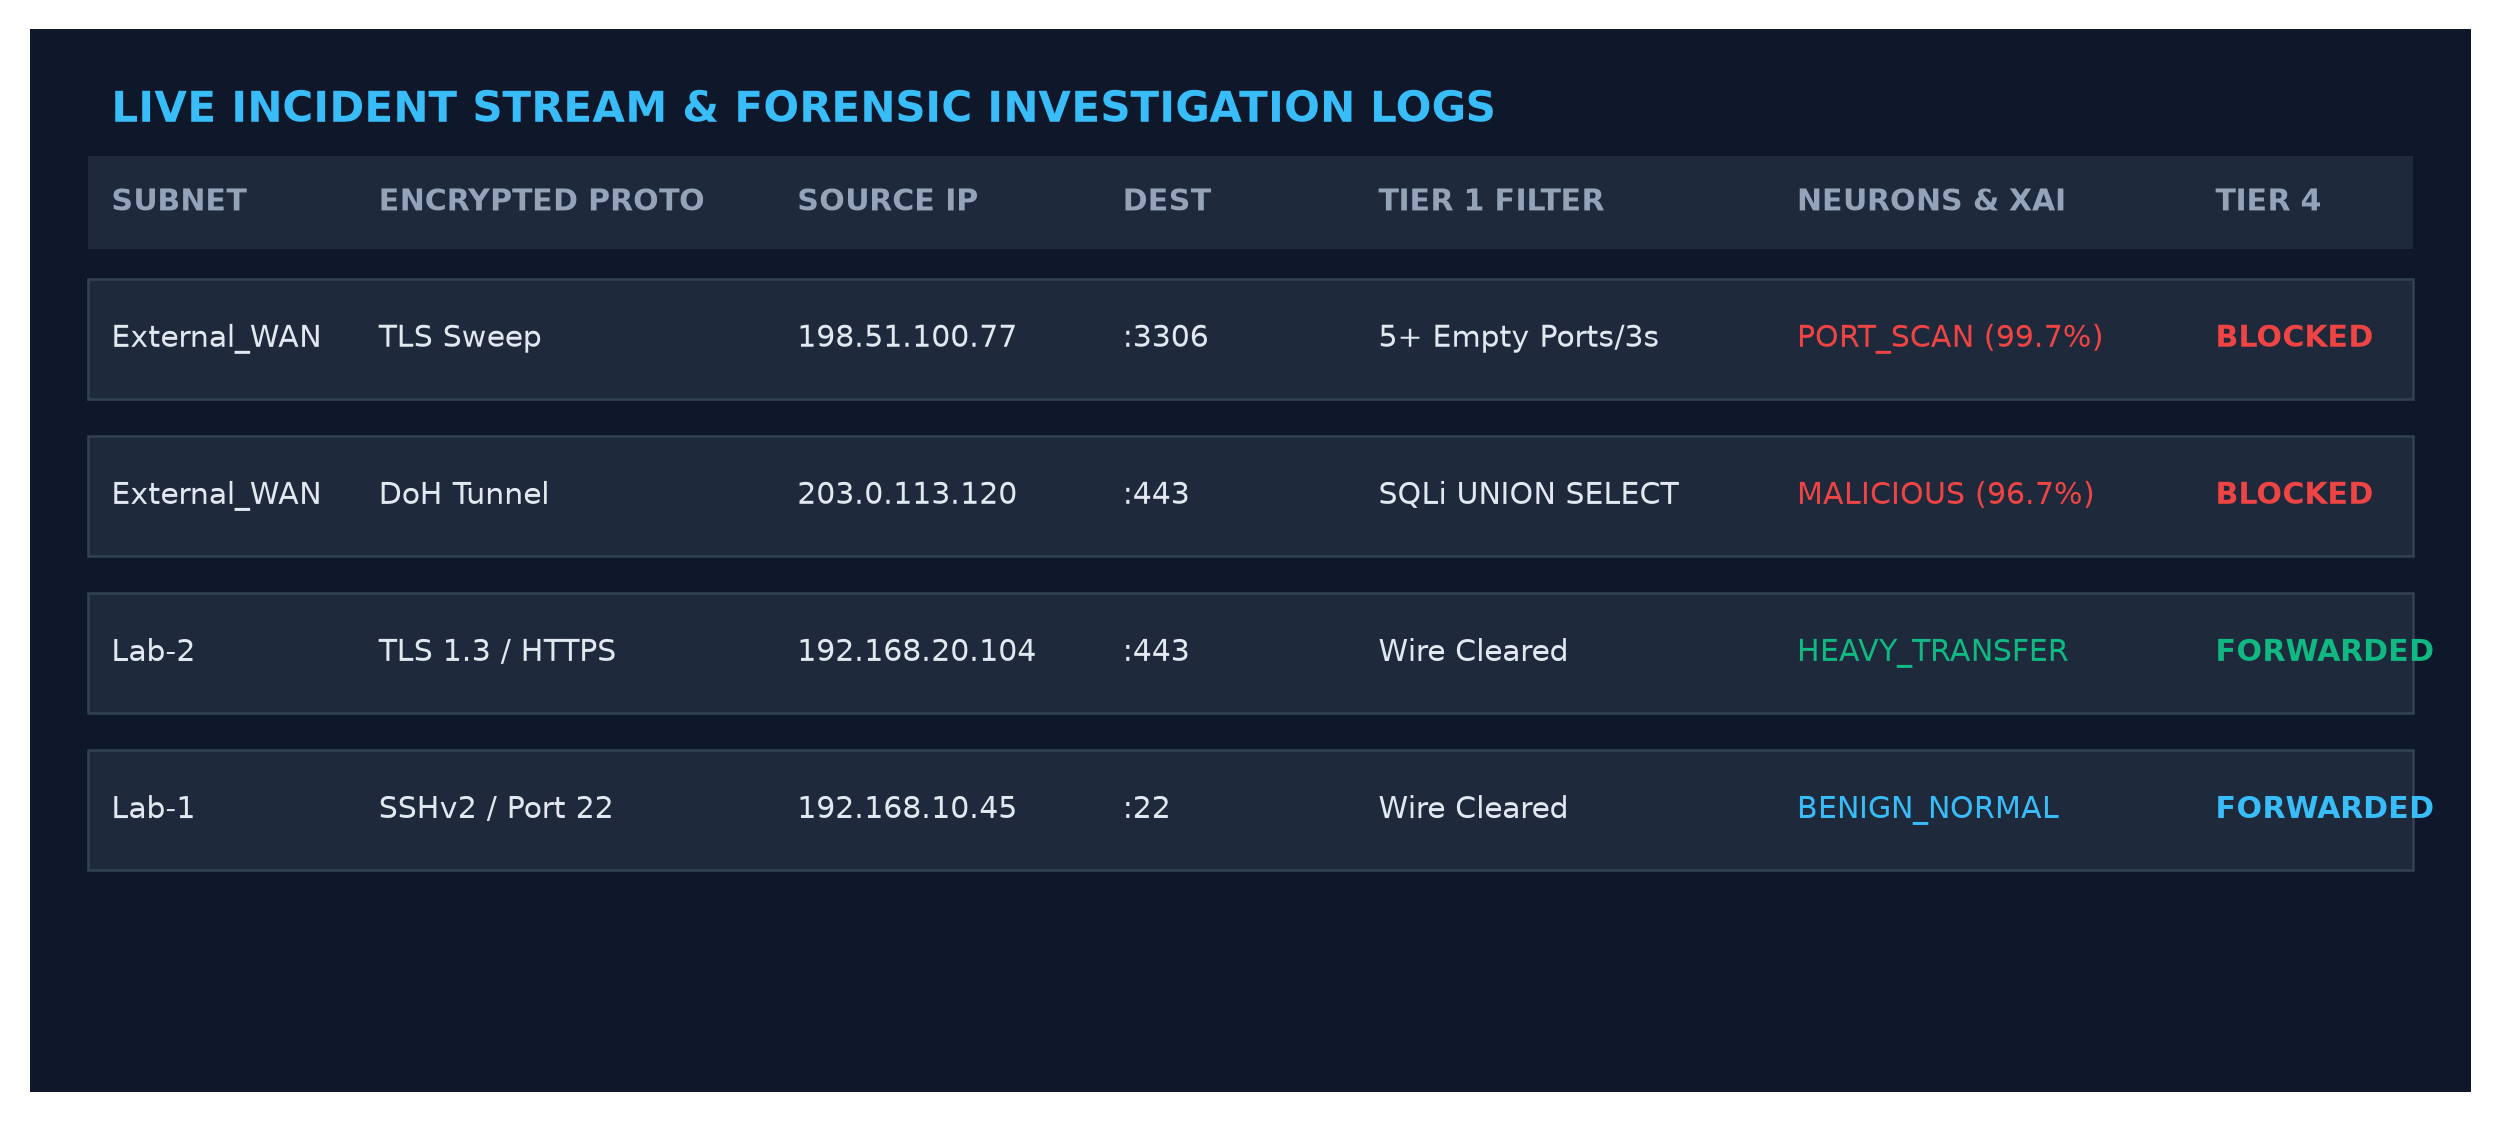 LIVE INCIDENT STREAM & FORENSIC INVESTIGATION LOGS
SUBNET ENCRYPTED PROTO SOURCE IP DEST TIER 1 FILTER NEURONS & XAI TIER 4
External_WAN TLS Sweep 198.51.100.77 :3306 5+ Empty Ports/3s PORT_SCAN (99.7%) BLOCKED
External_WAN DoH Tunnel 203.0.113.120 :443 SQLi UNION SELECT MALICIOUS (96.7%) BLOCKED
Lab-2 TLS 1.3 / HTTPS 192.168.20.104 :443 Wire Cleared HEAVY_TRANSFER FORWARDED
Lab-1 SSHv2 / Port 22 192.168.10.45 :22 Wire Cleared BENIGN_NORMAL FORWARDED